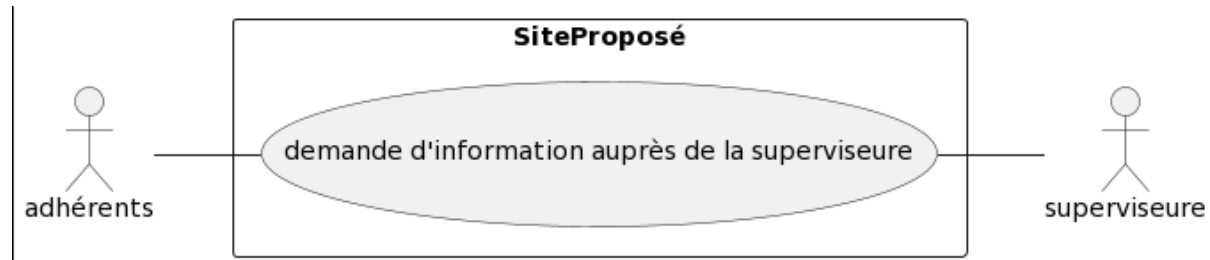 SiteProposé
demande d'information auprès de la superviseure
adhérents
superviseure